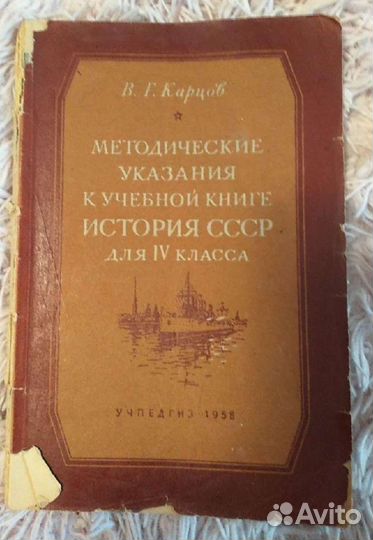 В. Г. Карцов
МЕТОДИЧЕСКИЕ
УКАЗАНИЯ
К УЧЕБНОЙ КНИГЕ
ИСТОРИЯ СССР
ДЛЯ IV КЛАССА
УЧПЕДГИЗ 1958
Avito